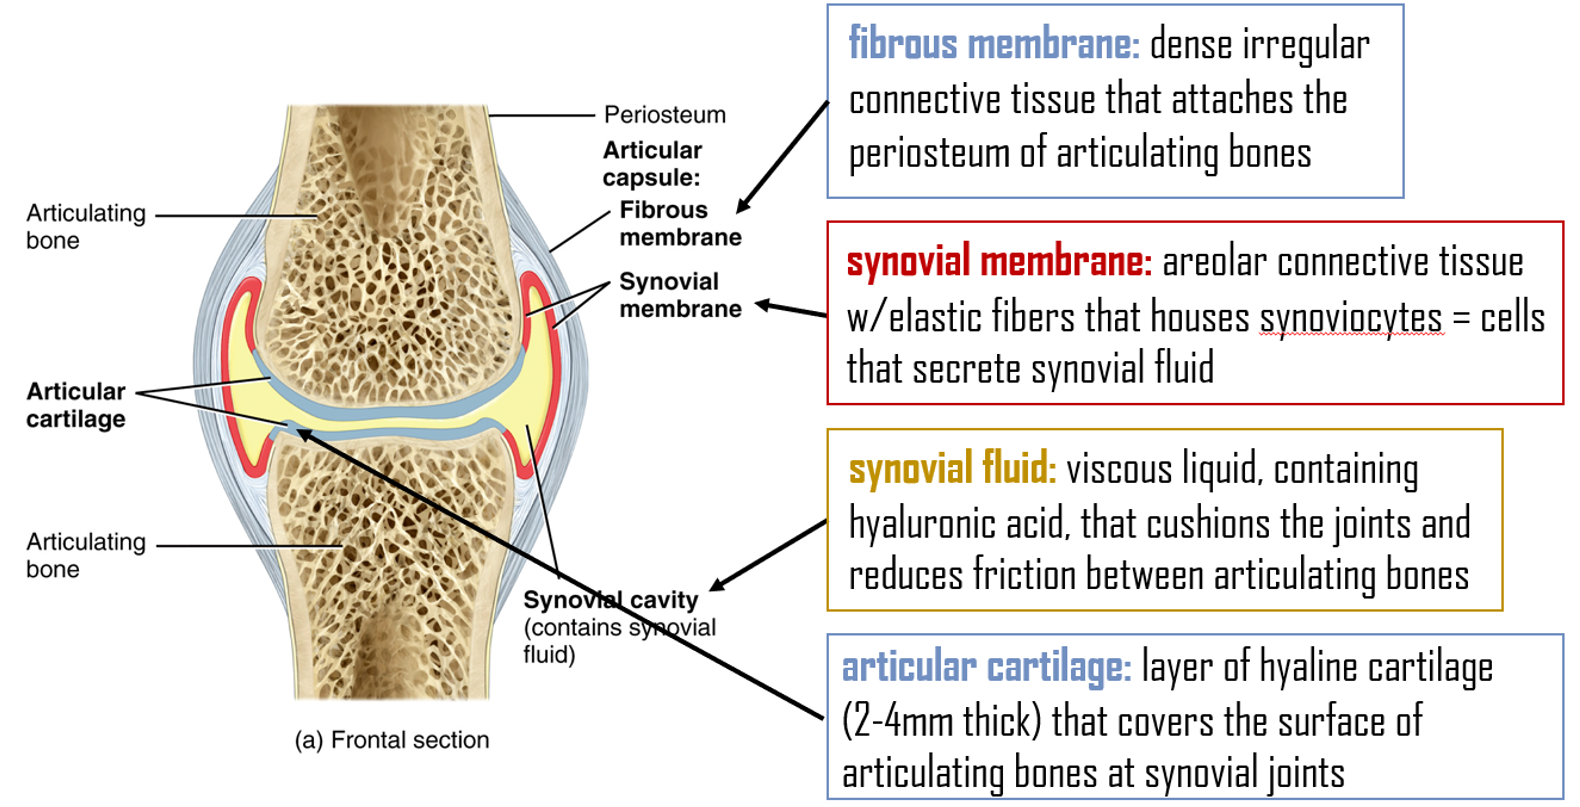 Periosteum
Articular
capsule:
Fibrous
membrane
Synovial
membrane
Articulating
bone
Articular
cartilage
Articulating
bone
Synovial cavity
(contains synovial
fluid)
(a) Frontal section
fibrous membrane: dense irregular
connective tissue that attaches the
periosteum of articulating bones
synovial membrane: areolar connective tissue
w/elastic fibers that houses synoviocytes = cells
that secrete synovial fluid
synovial fluid: viscous liquid, containing
hyaluronic acid, that cushions the joints and
reduces friction between articulating bones
articular cartilage: layer of hyaline cartilage
(2-4mm thick) that covers the surface of
articulating bones at synovial joints